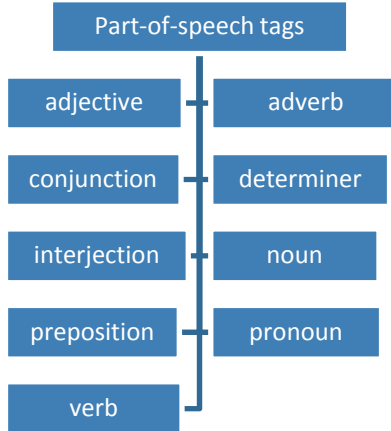 Part-of-speech tags
adjective
adverb
conjunction
determiner
interjection
noun
preposition
pronoun
verb